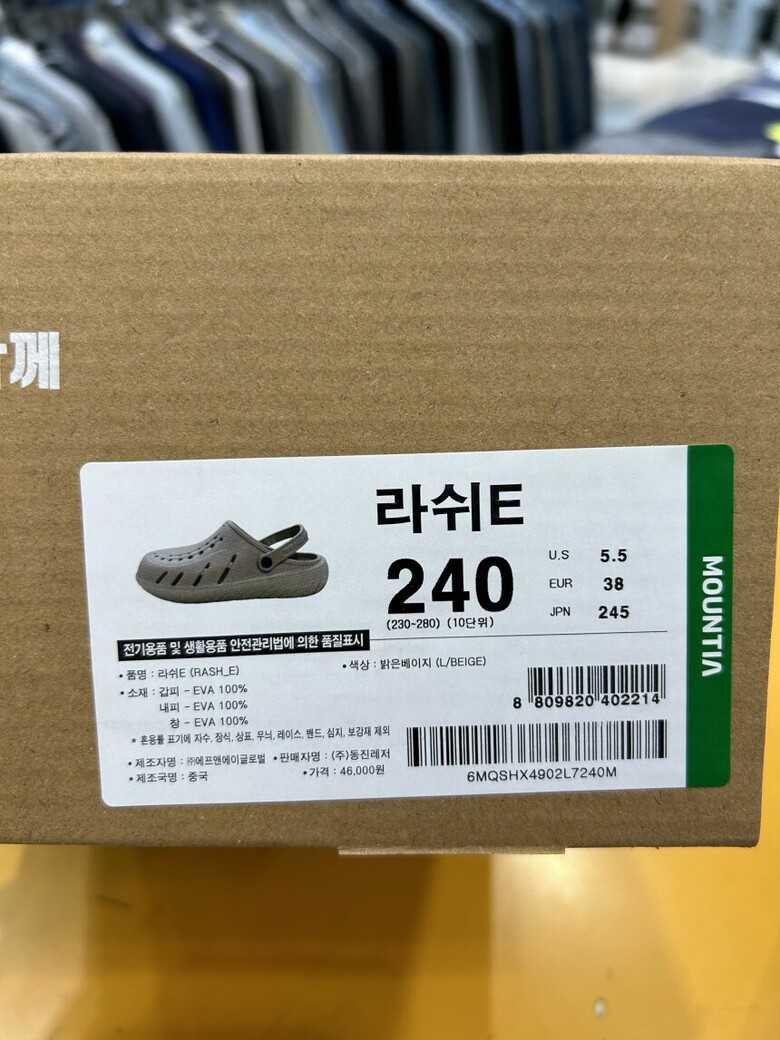 께
라쉬E
240
(230~280) (10단위)
U.S 5.5
EUR 38
JPN 245
MOUNTIA
전기용품 및 생활용품 안전관리법에 의한 품질표시
• 품명 : 라쉬E (RASH_E)
• 색상 : 밝은베이지 (L/BEIGE)
• 소재 : 갑피 - EVA 100%
내피 - EVA 100%
창 - EVA 100%
* 혼용률 표기에 자수, 장식, 상표, 무늬, 레이스, 밴드, 심지, 보강재 제외
• 제조자명 : ㈜에프앤에이글로벌 • 판매자명 : (주)동진레저
• 제조국명 : 중국 • 가격 : 46,000원
8 809820 402214
6MQSHX4902L7240M